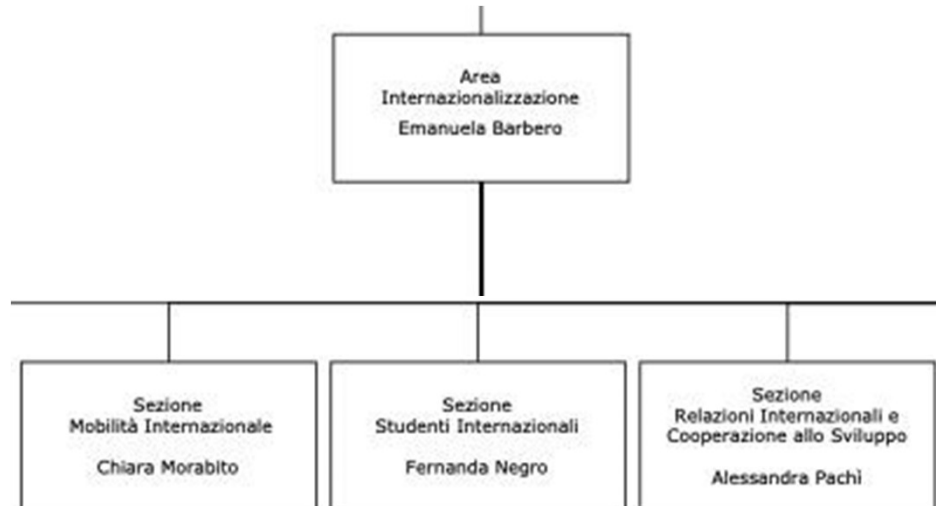 Area
Internazionalizzazione
Emanuela Barbero
Sezione
Mobilità Internazionale
Chiara Morabito
Sezione
Studenti Internazionali
Fernanda Negro
Sezione
Relazioni Internazionali e
Cooperazione allo Sviluppo
Alessandra Pachì